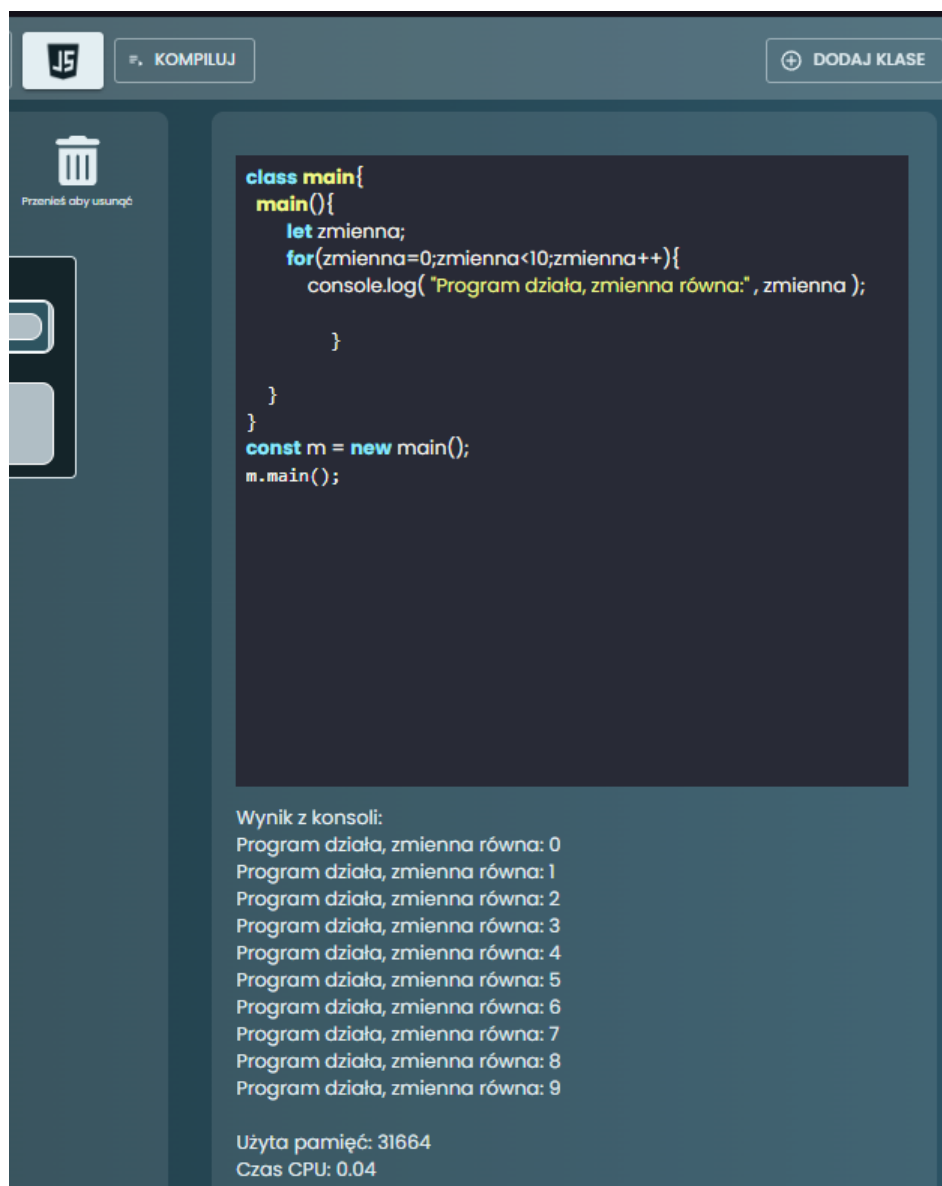 JS
KOMPILUJ
DODAJ KLASE
Przenieś aby usunąć
class main{
main(){
let zmienna;
for(zmienna=0;zmienna<10;zmienna++){
console.log( "Program działa, zmienna równa:" , zmienna );
}
}
}
const m = new main();
m.main();
Wynik z konsoli:
Program działa, zmienna równa: 0
Program działa, zmienna równa: 1
Program działa, zmienna równa: 2
Program działa, zmienna równa: 3
Program działa, zmienna równa: 4
Program działa, zmienna równa: 5
Program działa, zmienna równa: 6
Program działa, zmienna równa: 7
Program działa, zmienna równa: 8
Program działa, zmienna równa: 9
Użyta pamięć: 31664
Czas CPU: 0.04